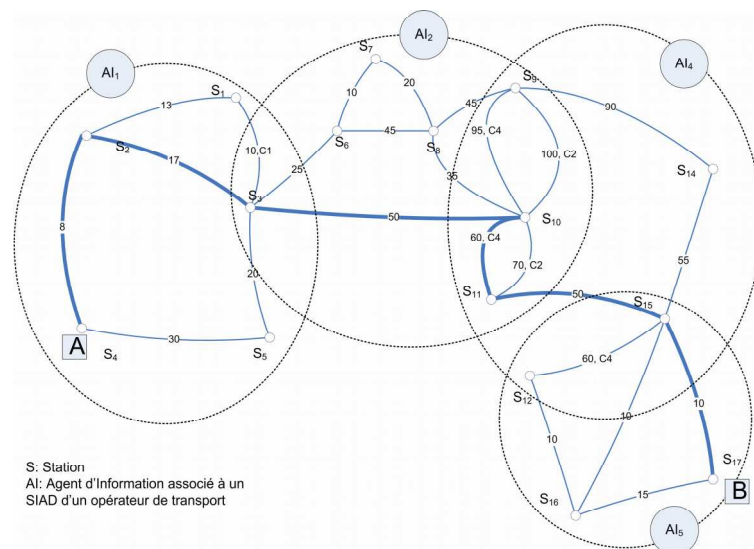 AI₂
AI₁
AI₄
S₇
S₉
S₁
10
20
45
90
13
S₂
S₆
45
S₈
95, C4
100, C2
10,C1
17
25
35
S₁₄
S₃
50
S₁₀
8
60, C4
70, C2
55
20
S₁₁
50
S₁₅
A
S₄
30
S₅
60, C4
S₁₂
10
10
10
S₁₇
B
S: Station
AI: Agent d'Information associé à un
SIAD d'un opérateur de transport
15
S₁₆
AI₅